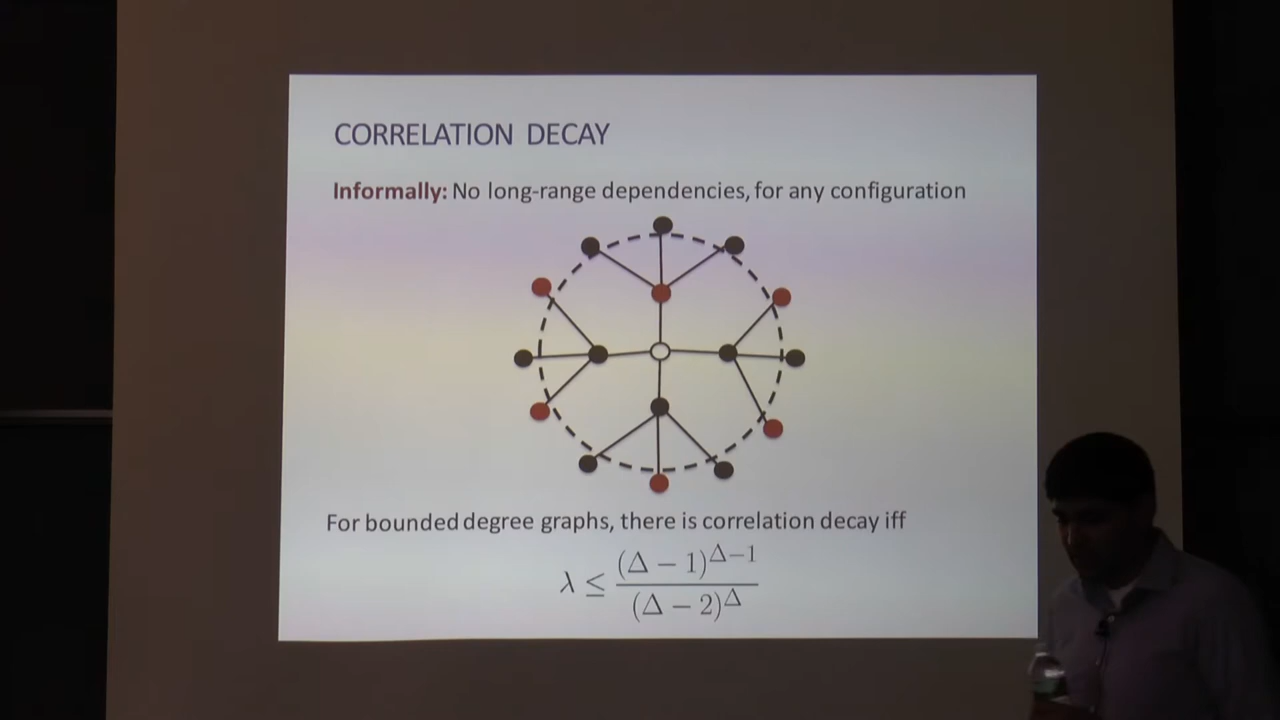 CORRELATION DECAY
Informally: No long-range dependencies, for any configuration
For bounded degree graphs, there is correlation decay iff
λ ≤ (Δ − 1)^{Δ−1} / (Δ − 2)^Δ